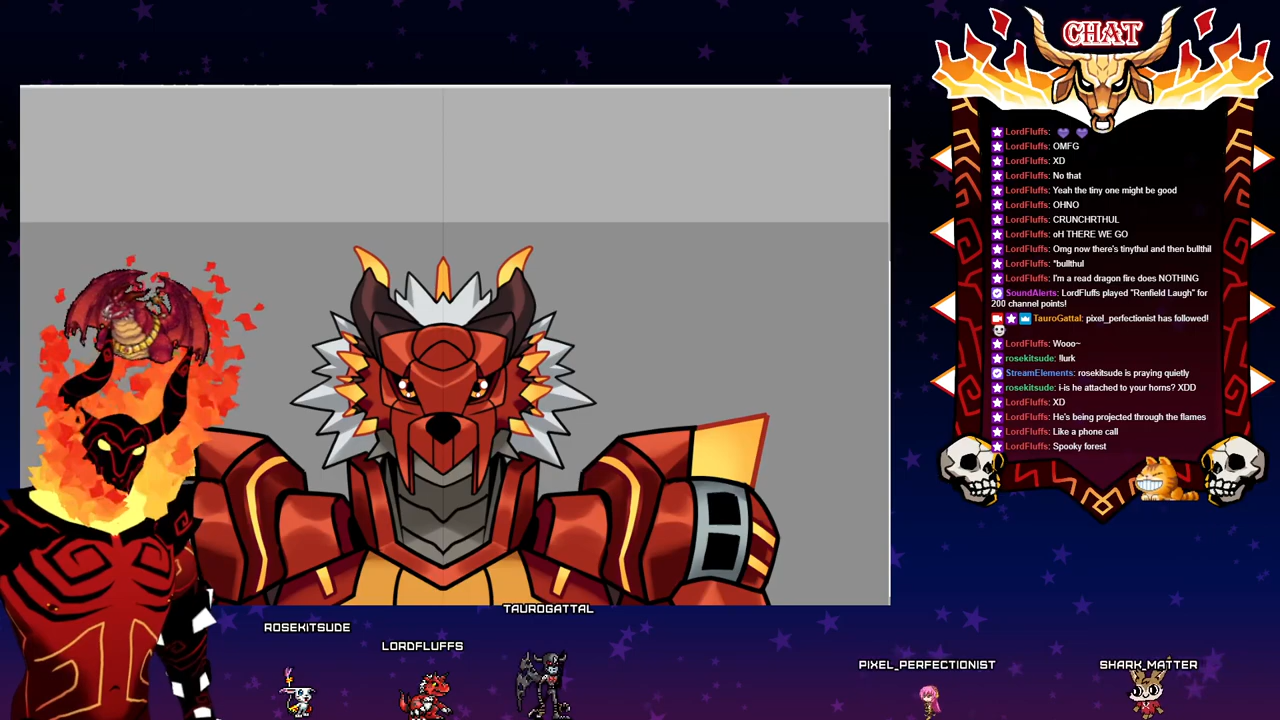 CHAT
LordFluffs:
LordFluffs: OMFG
LordFluffs: XD
LordFluffs: No that
LordFluffs: Yeah the tiny one might be good
LordFluffs: OHNO
LordFluffs: CRUNCHRTHUL
LordFluffs: oH THERE WE GO
LordFluffs: Omg now there's tinythul and then bullthil
LordFluffs: *bullthul
LordFluffs: I'm a read dragon fire does NOTHING
SoundAlerts: LordFluffs played "Renfield Laugh" for
200 channel points!
TauroGattal: pixel_perfectionist has followed!
LordFluffs: Wooo~
rosekitsude: !lurk
StreamElements: rosekitsude is praying quietly
rosekitsude: i-is he attached to your horns? XDD
LordFluffs: XD
LordFluffs: He's being projected through the flames
LordFluffs: Like a phone call
LordFluffs: Spooky forest
TAUROGATTAL
ROSEKITSUDE
LORDFLUFFS
PIXEL_PERFECTIONIST
SHARK_MATTER